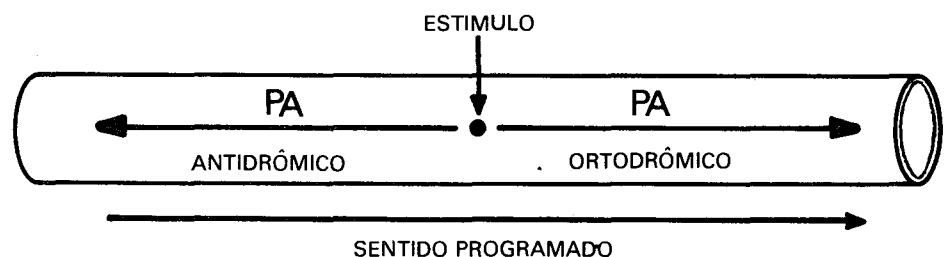 ESTIMULO
PA PA
ANTIDRÔMICO ORTODRÔMICO
SENTIDO PROGRAMADO